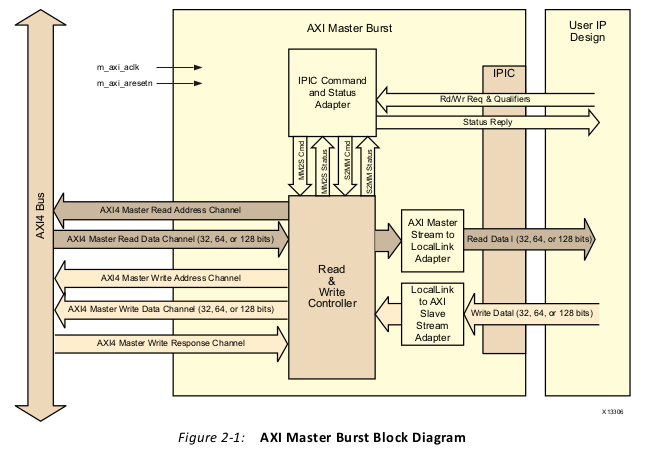 AXI Master Burst
User IP
Design
m_axi_aclk
m_axi_aresetn
IPIC Command
and Status
Adapter
IPIC
Rd/Wr Req & Qualifiers
Status Reply
MM2S Cmd
MM2S Status
S2MM Cmd
S2MM Status
AXI4 Bus
AXI4 Master Read Address Channel
AXI4 Master Read Data Channel (32, 64, or 128 bits)
AXI4 Master Write Address Channel
AXI4 Master Write Data Channel (32, 64, or 128 bits)
AXI4 Master Write Response Channel
Read
&
Write
Controller
AXI Master
Stream to
LocalLink
Adapter
Read Data I (32, 64, or 128 bits)
LocalLink
to AXI
Slave
Stream
Adapter
Write DataI (32, 64, or 128 bits)
X13306
Figure 2-1: AXI Master Burst Block Diagram